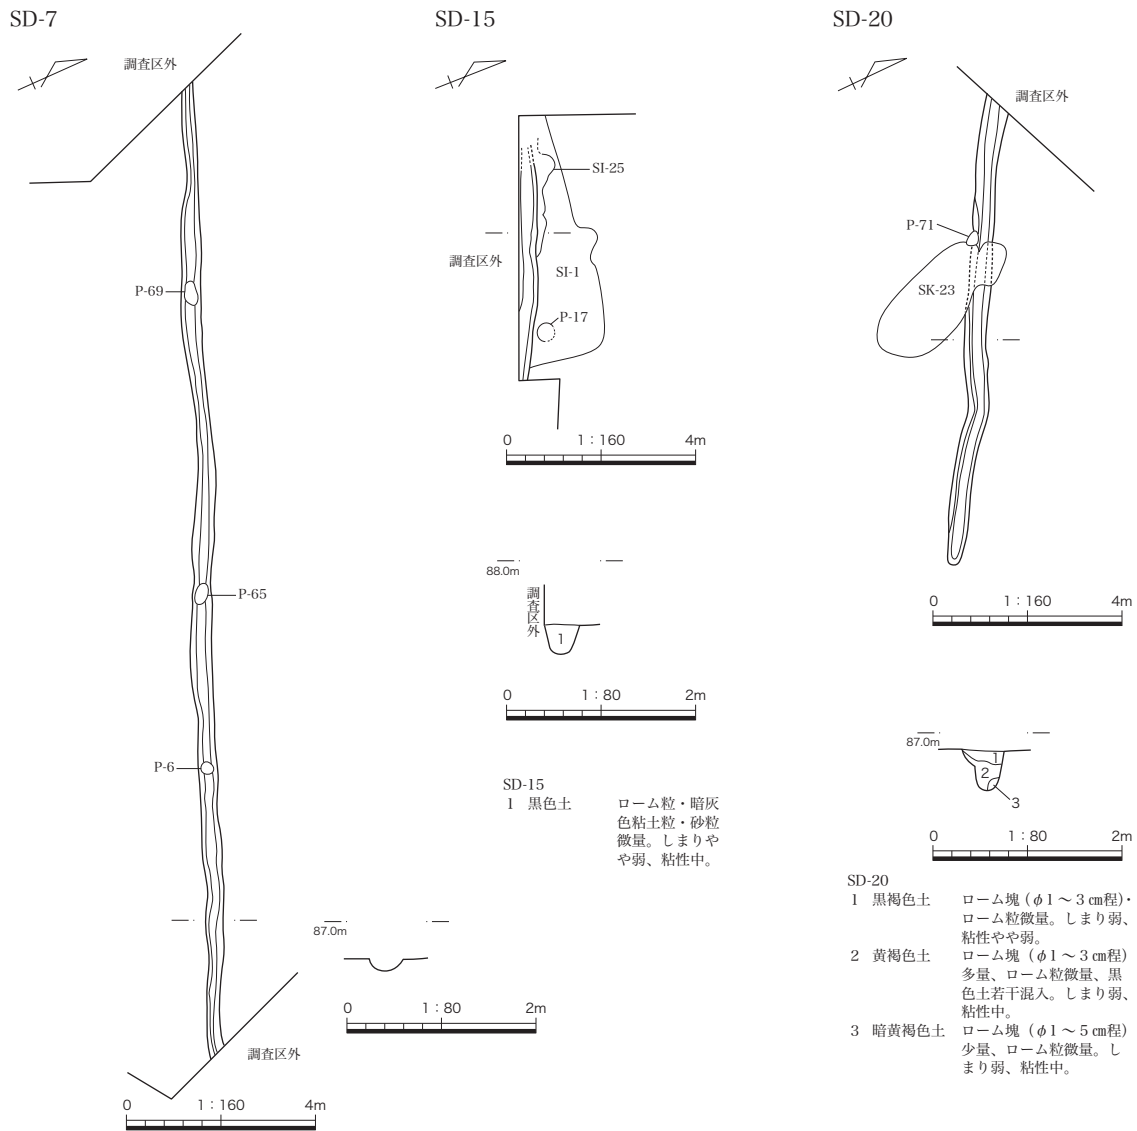 SD-7
調査区外
P-69
P-65
P-6
87.0m
0 1:80 2m
調査区外
0 1:160 4m
SD-15
SI-25
調査区外
SI-1
P-17
0 1:160 4m
88.0m
調査区外
1
0 1:80 2m
SD-15
1 黒色土 ローム粒・暗灰
色粘土粒・砂粒
微量。しまりや
や弱、粘性中。
SD-20
調査区外
P-71
SK-23
0 1:160 4m
87.0m
1
2
3
0 1:80 2m
SD-20
1 黒褐色土 ローム塊(φ1～3㎝程)・
ローム粒微量。しまり弱、
粘性やや弱。
2 黄褐色土 ローム塊(φ1～3㎝程)
多量、ローム粒微量、黒
色土若干混入。しまり弱、
粘性中。
3 暗黄褐色土 ローム塊(φ1～5㎝程)
少量、ローム粒微量。し
まり弱、粘性中。